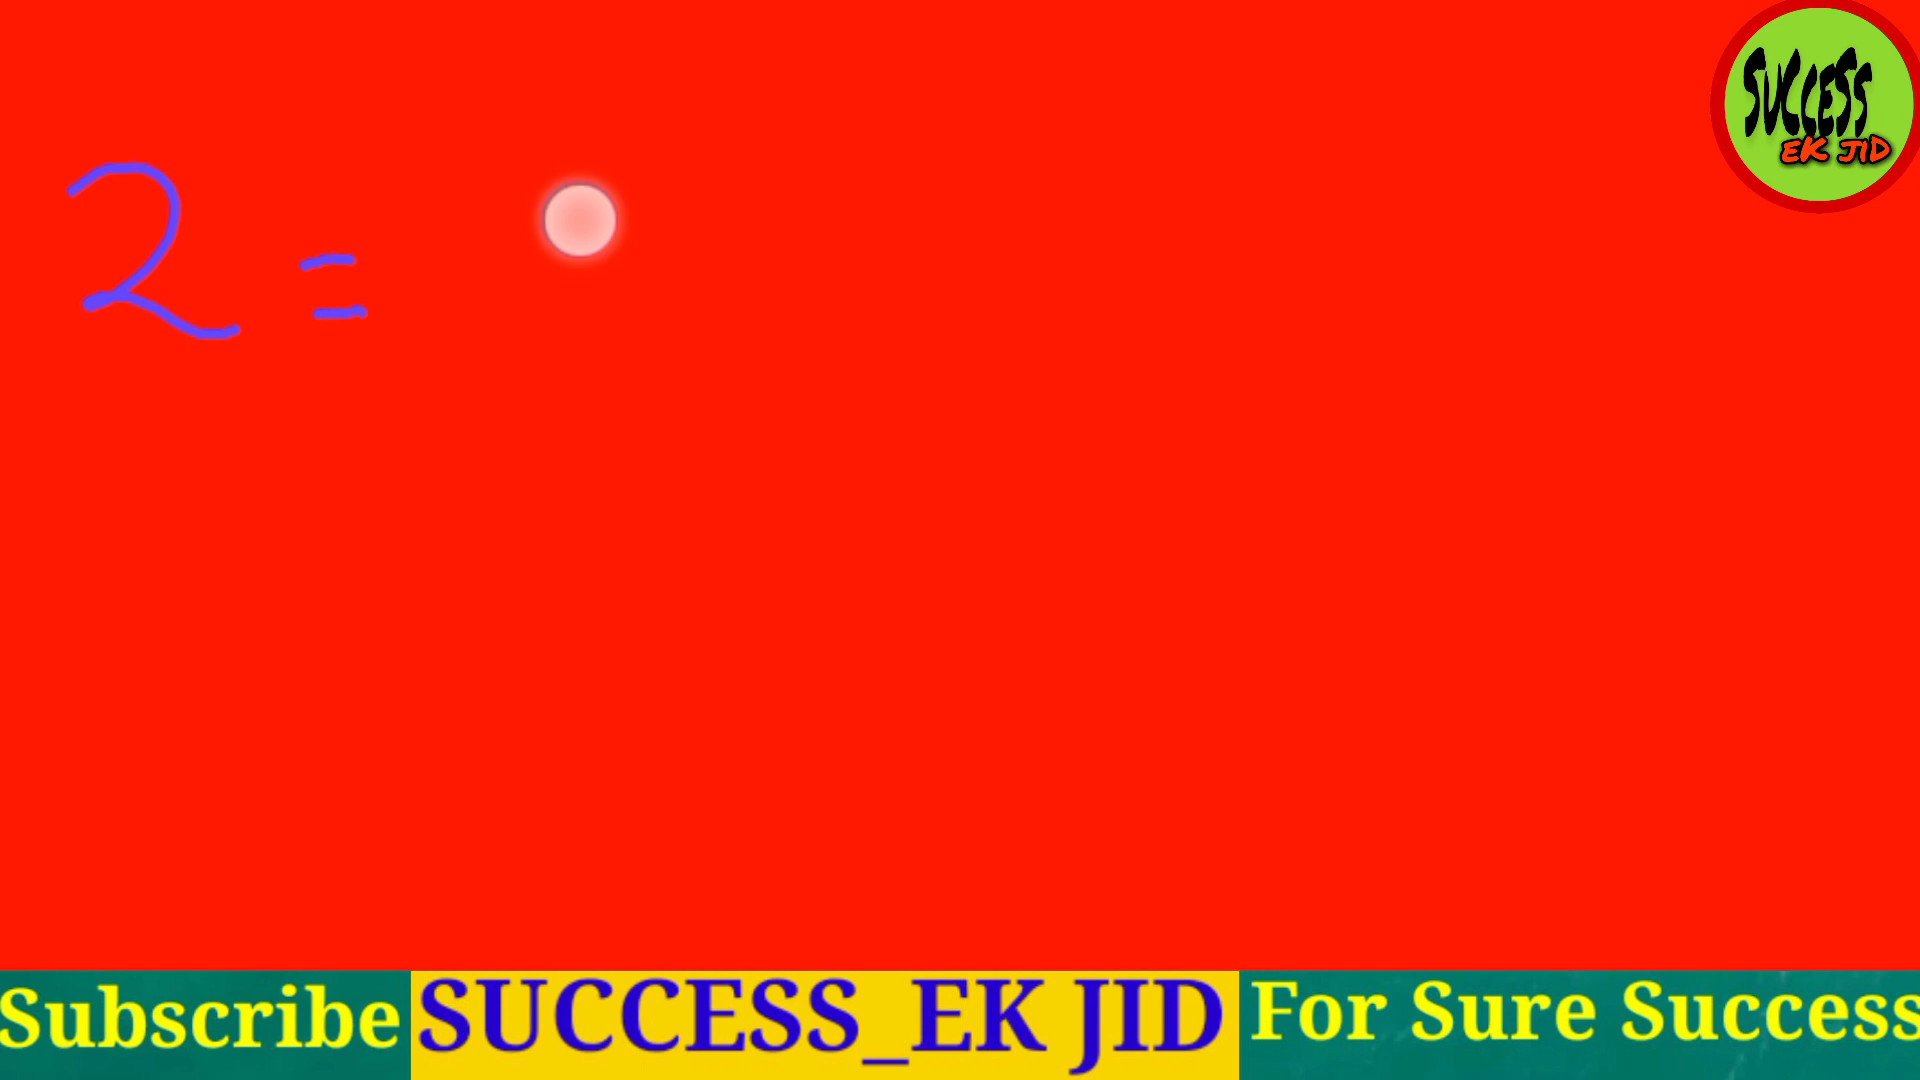 SUCCESS
EK JID
2 =
Subscribe SUCCESS_EK JID For Sure Success